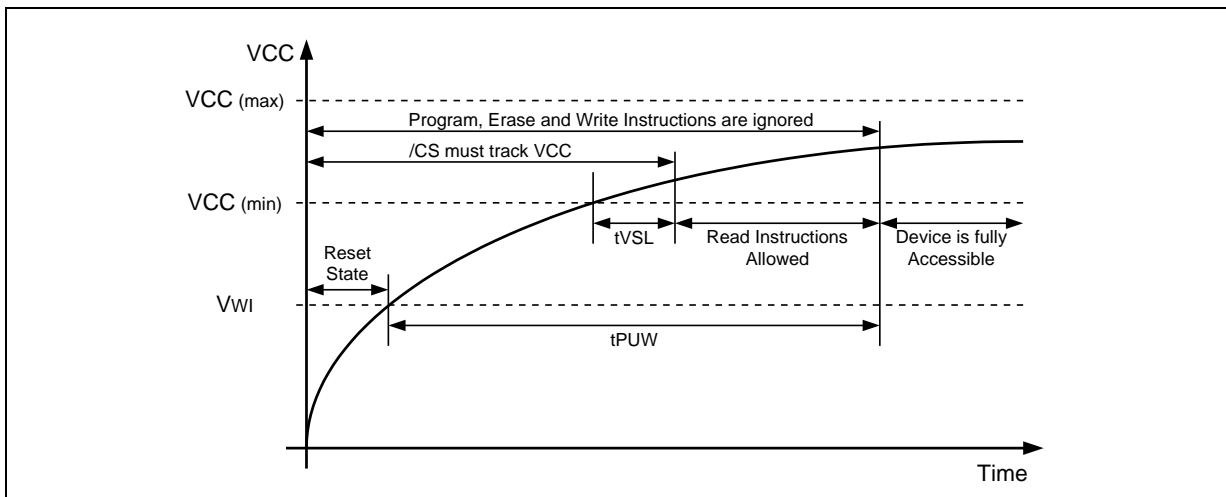 VCC
VCC (max)
Program, Erase and Write Instructions are ignored
/CS must track VCC
VCC (min)
tVSL
Read Instructions
Allowed
Device is fully
Accessible
Reset
State
VWI
tPUW
Time